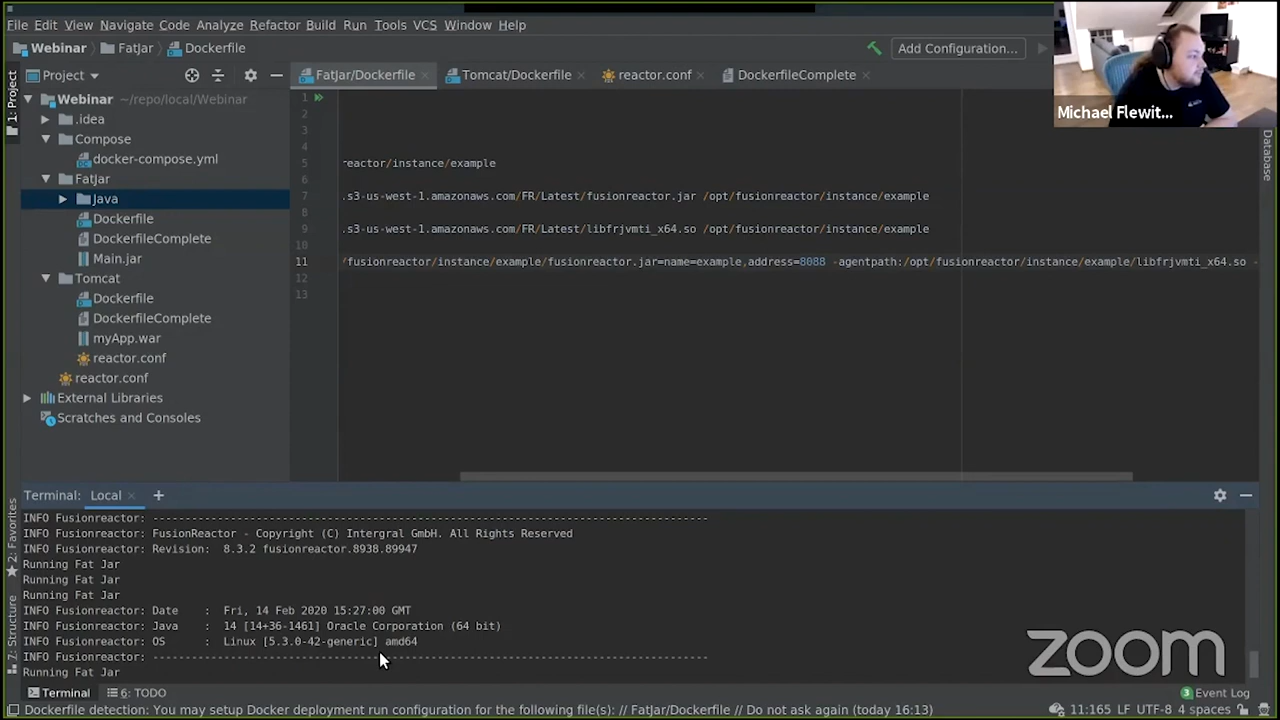 File Edit View Navigate Code Analyze Refactor Build Run Tools VCS Window Help
Webinar FatJar Dockerfile
Add Configuration...
Michael Flewit...
1: Project
Project
FatJar/Dockerfile
Tomcat/Dockerfile
reactor.conf
DockerfileComplete
Database
Webinar ~/repo/local/Webinar
.idea
Compose
docker-compose.yml
FatJar
Java
Dockerfile
DockerfileComplete
Main.jar
Tomcat
Dockerfile
DockerfileComplete
myApp.war
reactor.conf
reactor.conf
External Libraries
Scratches and Consoles
1
2
3
4
5 reactor/instance/example
6
7 .s3-us-west-1.amazonaws.com/FR/Latest/fusionreactor.jar /opt/fusionreactor/instance/example
8
9 .s3-us-west-1.amazonaws.com/FR/Latest/libfrjvmti_x64.so /opt/fusionreactor/instance/example
10
11 /fusionreactor/instance/example/fusionreactor.jar=name=example,address=8088 -agentpath:/opt/fusionreactor/instance/example/libfrjvmti_x64.so -
12
13
2: Favorites
7: Structure
Terminal: Local +
INFO Fusionreactor: --------------------------------------------------------------------------------------
INFO Fusionreactor: FusionReactor - Copyright (C) Intergral GmbH. All Rights Reserved
INFO Fusionreactor: Revision: 8.3.2 fusionreactor.8938.89947
Running Fat Jar
Running Fat Jar
Running Fat Jar
INFO Fusionreactor: Date : Fri, 14 Feb 2020 15:27:00 GMT
INFO Fusionreactor: Java : 14 [14+36-1461] Oracle Corporation (64 bit)
INFO Fusionreactor: OS : Linux [5.3.0-42-generic] amd64
INFO Fusionreactor: --------------------------------------------------------------------------------------
Running Fat Jar
zoom
Terminal 6: TODO
3 Event Log
Dockerfile detection: You may setup Docker deployment run configuration for the following file(s): // FatJar/Dockerfile // Do not ask again (today 16:13)
11:165 LF UTF-8 4 spaces